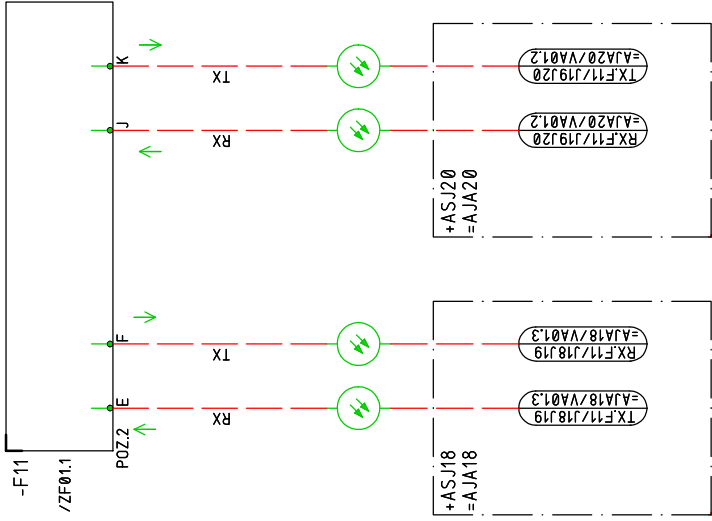 K
TX
TX.F11/J19J20
=AJA20/VA01.2
J
RX
RX.F11/J19J20
=AJA20/VA01.2
+ASJ20
=AJA20
F
TX
RX.F11/J18J19
=AJA18/VA01.3
E
RX
TX.F11/J18J19
=AJA18/VA01.3
+ASJ18
=AJA18
-F11
/ZF01.1
POZ.2